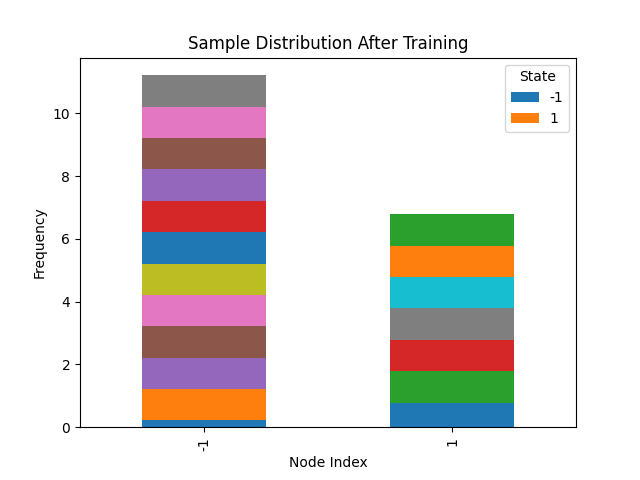 Sample Distribution After Training
State
-1
1
10
8
6
4
2
0
Frequency
-1
1
Node Index